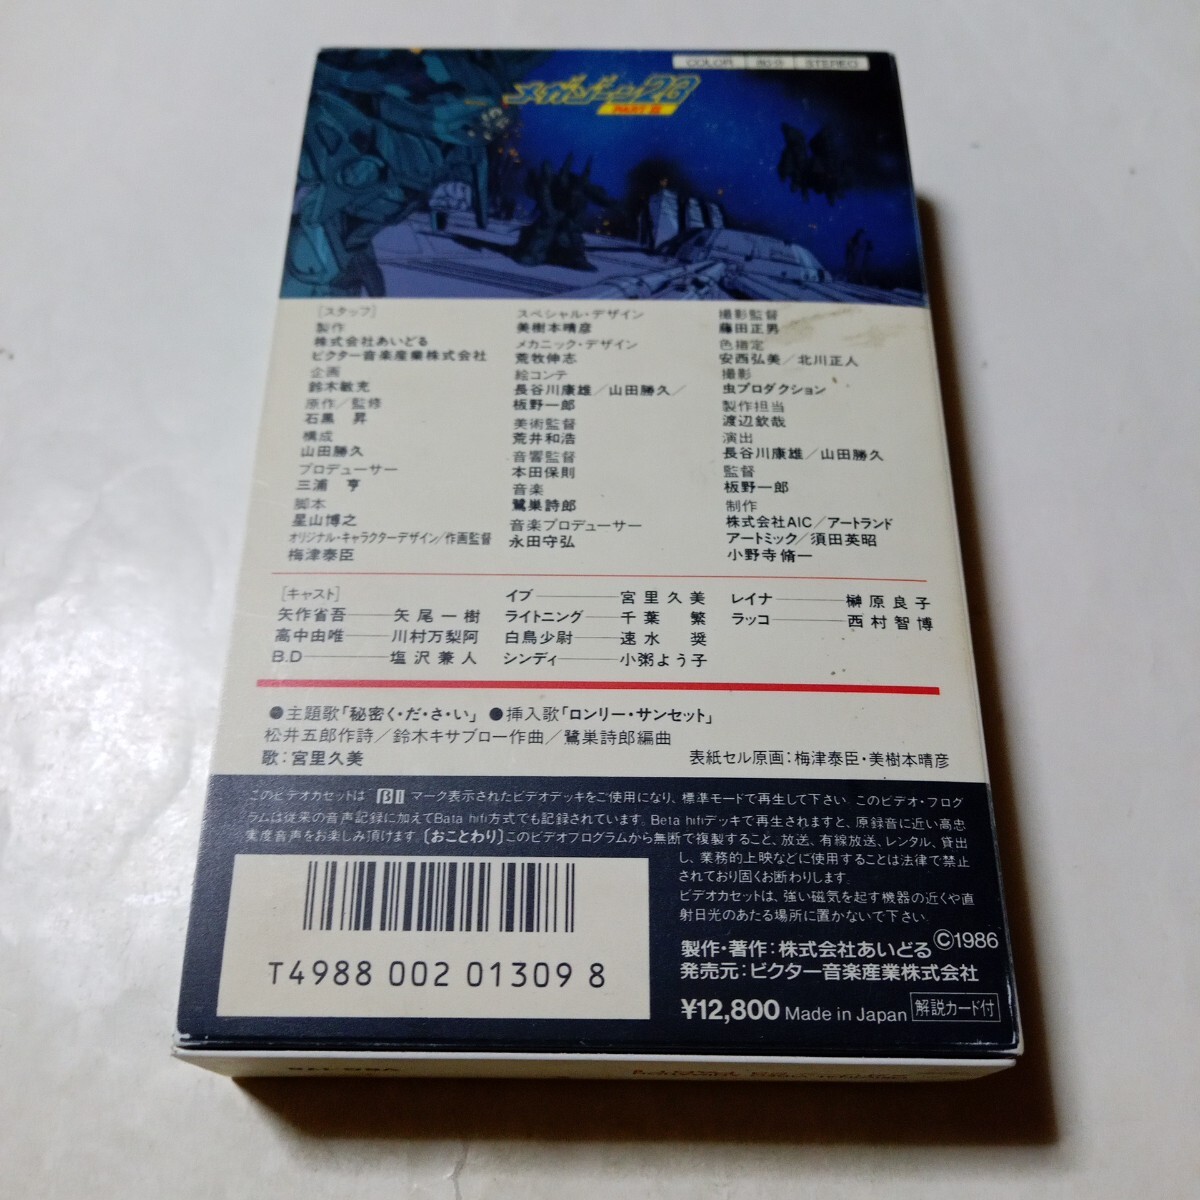 COLOR 80分 STEREO
メガゾーン23
PART II
[スタッフ]
製作
株式会社あいどる
ビクター音楽産業株式会社
企画
鈴木敏充
原作／監修
石黒 昇
構成
山田勝久
プロデューサー
三浦 亨
脚本
星山博之
オリジナル・キャラクターデザイン／作画監督
梅津泰臣
スペシャル・デザイン
美樹本晴彦
メカニック・デザイン
荒牧伸志
絵コンテ
長谷川康雄／山田勝久／
板野一郎
美術監督
荒井和浩
音響監督
本田保則
音楽
鷺巣詩郎
音楽プロデューサー
永田守弘
撮影監督
藤田正男
色指定
安西弘美／北川正人
撮影
虫プロダクション
製作担当
渡辺欽哉
演出
長谷川康雄／山田勝久
監督
板野一郎
制作
株式会社AIC／アートランド
アートミック／須田英昭
小野寺脩一
[キャスト]
矢作省吾 矢尾一樹
高中由唯 川村万梨阿
B.D 塩沢兼人
イブ 宮里久美
ライトニング 千葉 繁
白鳥少尉 速水 奨
シンディ 小粥よう子
レイナ 榊原良子
ラッコ 西村智博
●主題歌「秘密く・だ・さ・い」 ●挿入歌「ロンリー・サンセット」
松井五郎作詩／鈴木キサブロー作曲／鷺巣詩郎編曲
歌：宮里久美
表紙セル原画：梅津泰臣・美樹本晴彦
このビデオカセットは βII マーク表示されたビデオデッキをご使用になり、標準モードで再生して下さい。このビデオ・プログ
ラムは従来の音声記録に加えてBata hifi方式でも記録されています。Beta hifiデッキで再生されますと、原録音に近い高忠
実度音声をお楽しみ頂けます。〔おことわり〕このビデオプログラムから無断で複製すること、放送、有線放送、レンタル、貸出
し、業務的上映などに使用することは法律で禁止
されており固くお断わりします。
ビデオカセットは、強い磁気を起す機器の近くや直
射日光のあたる場所に置かないで下さい。
製作・著作：株式会社あいどる ©1986
発売元：ビクター音楽産業株式会社
¥12,800 Made in Japan 解説カード付
T4988 002 01309 8